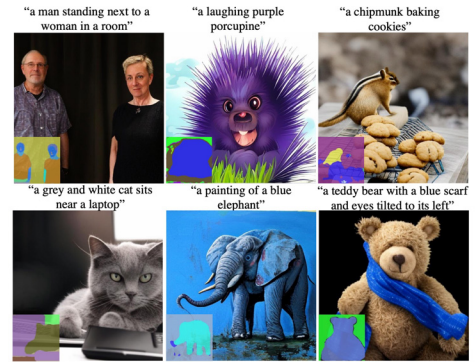 “a man standing next to a
woman in a room”
“a laughing purple
porcupine”
“a chipmunk baking
cookies”
“a grey and white cat sits
near a laptop”
“a painting of a blue
elephant”
“a teddy bear with a blue scarf
and eyes tilted to its left”